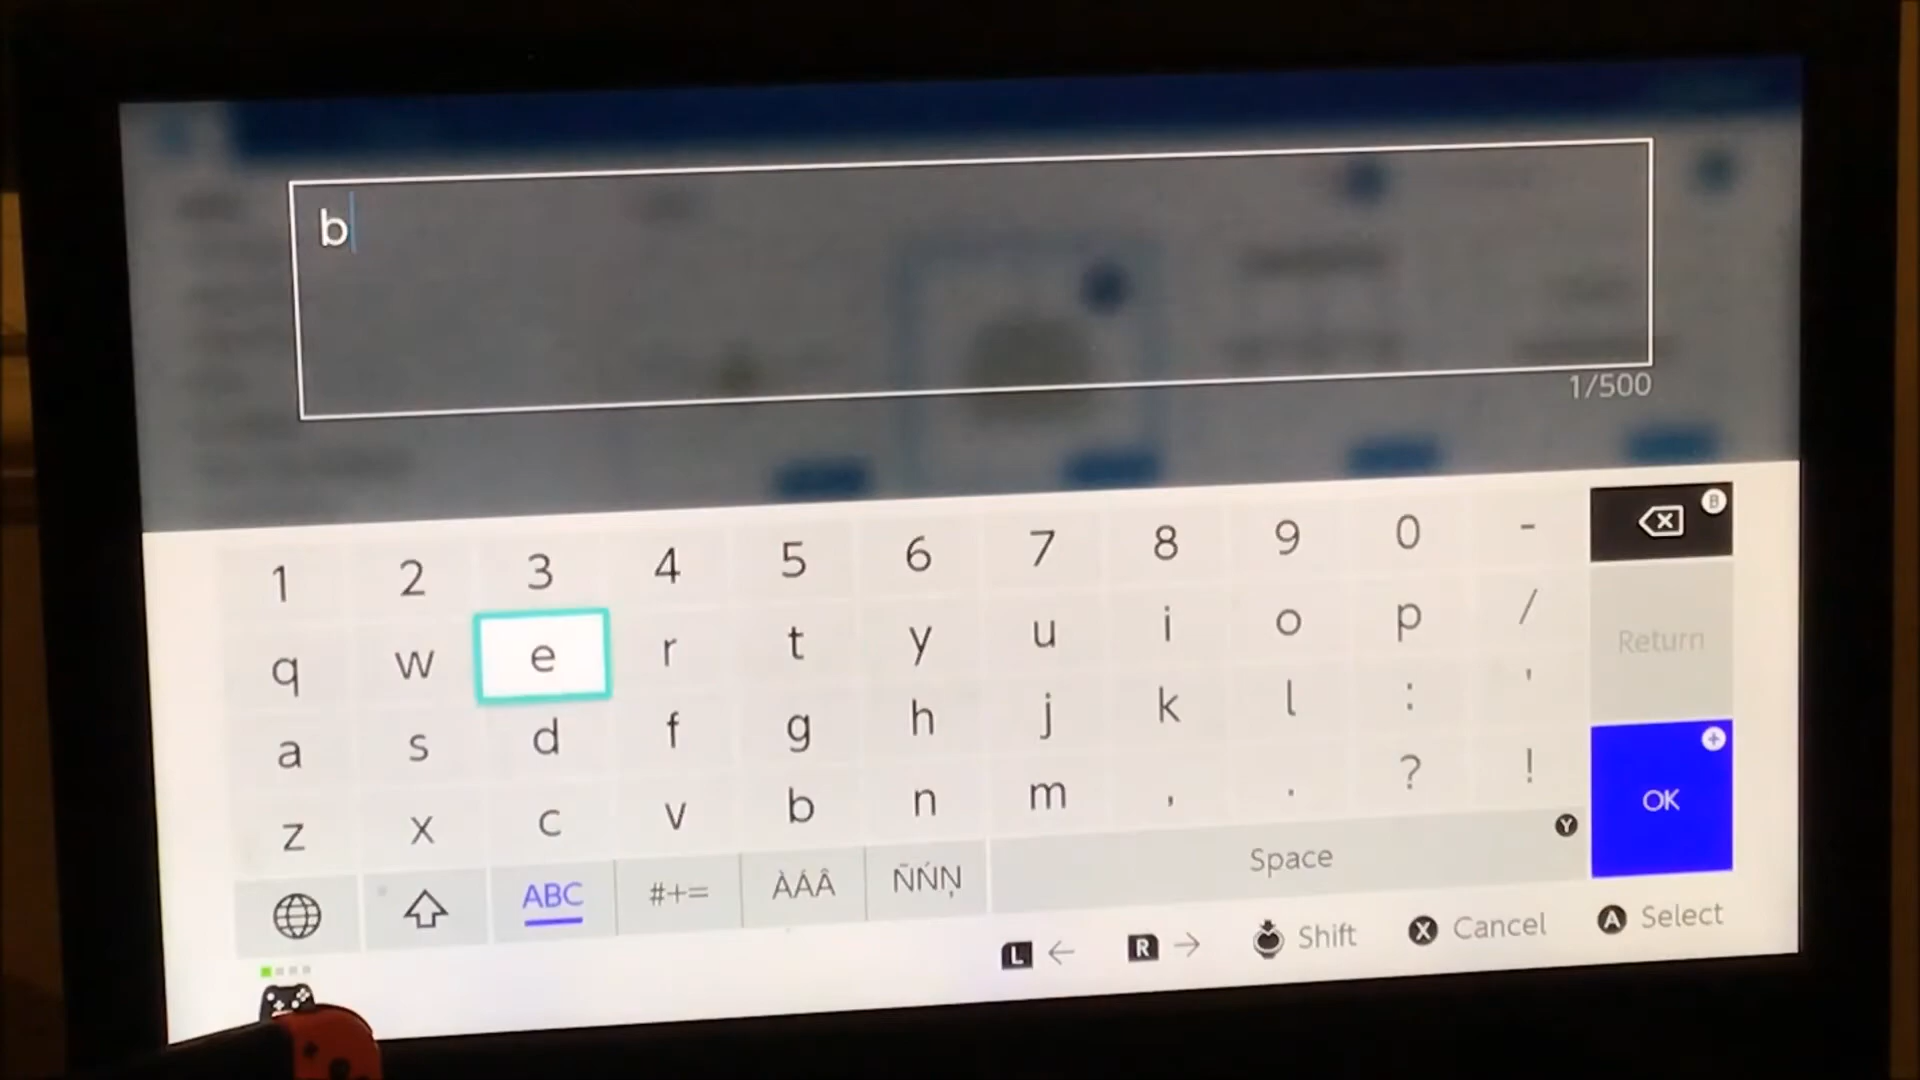 b
1/500
1 2 3 4 5 6 7 8 9 0 - B
q w e r t y u i o p / Return
a s d f g h j k l : '
z x c v b n m , . ? ! + OK
ABC #+= ÀÁÂ ÑŃŅ Space Y
L ← R → Shift X Cancel A Select